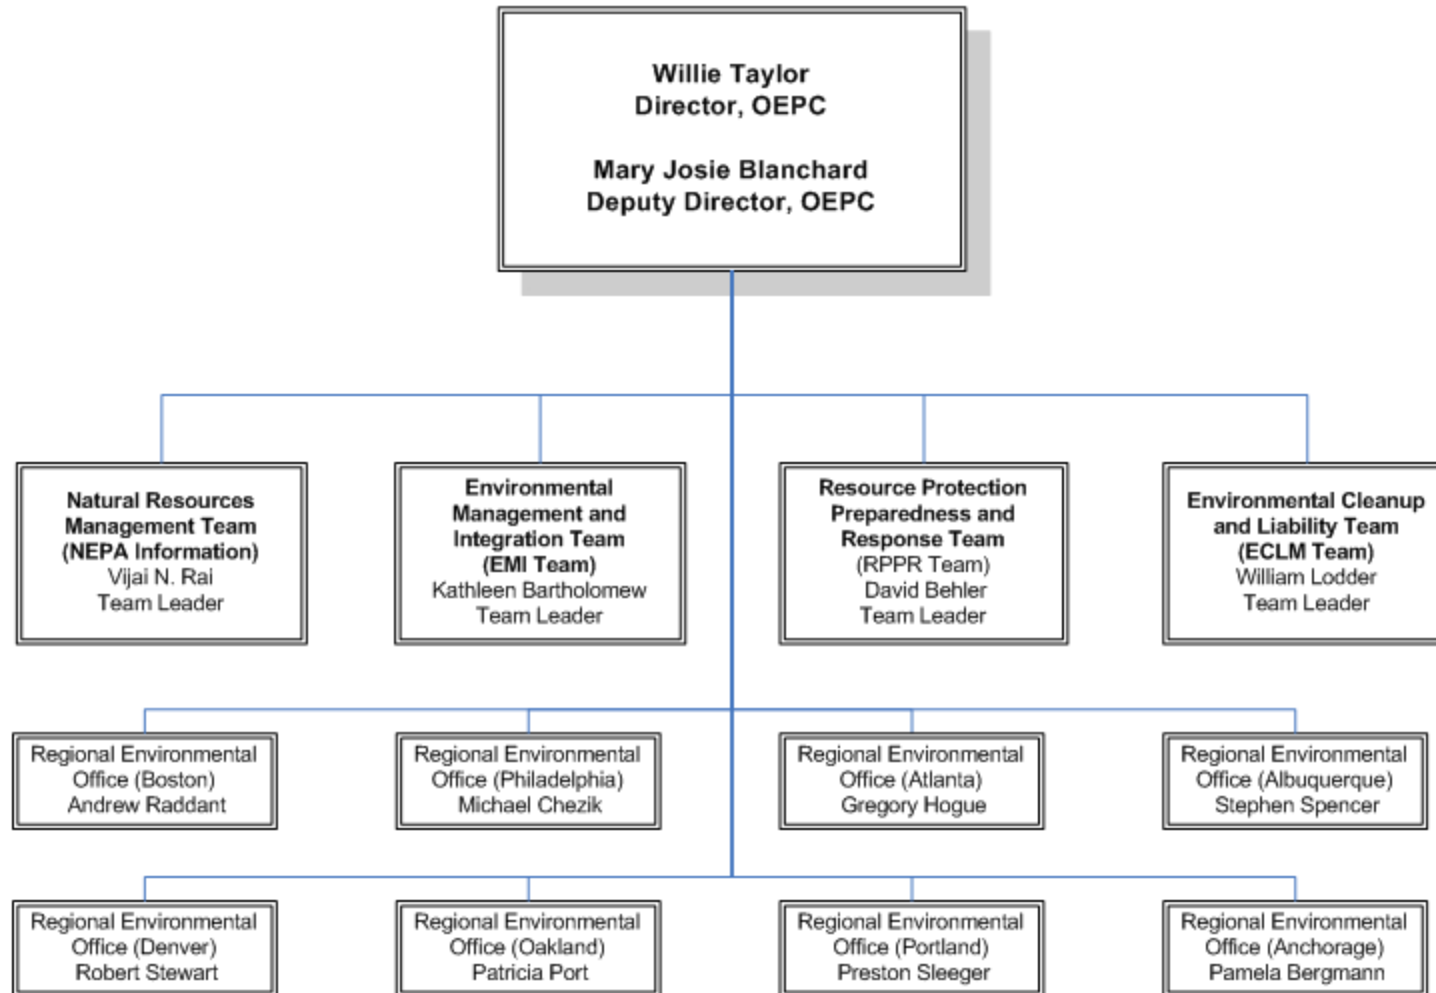 Willie Taylor
Director, OEPC
Mary Josie Blanchard
Deputy Director, OEPC
Natural Resources
Management Team
(NEPA Information)
Vijai N. Rai
Team Leader
Environmental
Management and
Integration Team
(EMI Team)
Kathleen Bartholomew
Team Leader
Resource Protection
Preparedness and
Response Team
(RPPR Team)
David Behler
Team Leader
Environmental Cleanup
and Liability Team
(ECLM Team)
William Lodder
Team Leader
Regional Environmental
Office (Boston)
Andrew Raddant
Regional Environmental
Office (Philadelphia)
Michael Chezik
Regional Environmental
Office (Atlanta)
Gregory Hogue
Regional Environmental
Office (Albuquerque)
Stephen Spencer
Regional Environmental
Office (Denver)
Robert Stewart
Regional Environmental
Office (Oakland)
Patricia Port
Regional Environmental
Office (Portland)
Preston Sleeger
Regional Environmental
Office (Anchorage)
Pamela Bergmann